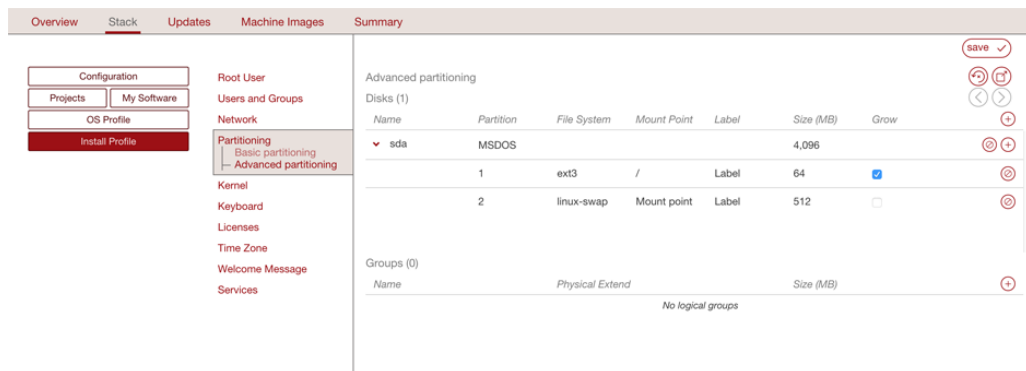 Overview Stack Updates Machine Images Summary
save
Configuration
Projects My Software
OS Profile
Install Profile
Root User
Users and Groups
Network
Partitioning
Basic partitioning
Advanced partitioning
Kernel
Keyboard
Licenses
Time Zone
Welcome Message
Services
Advanced partitioning
Disks (1)
Name Partition File System Mount Point Label Size (MB) Grow
sda MSDOS 4,096
1 ext3 / Label 64
2 linux-swap Mount point Label 512
Groups (0)
Name Physical Extend Size (MB)
No logical groups